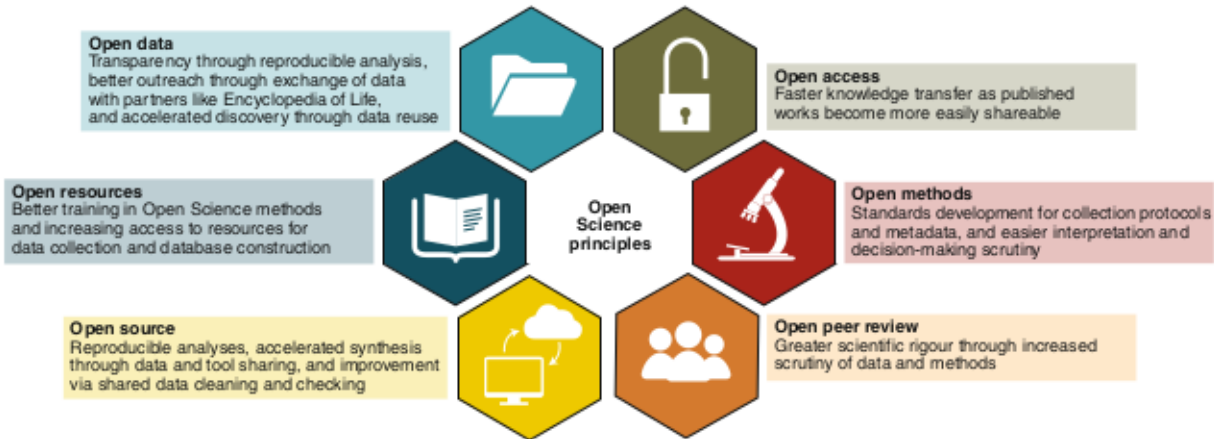 Open data
Transparency through reproducible analysis,
better outreach through exchange of data
with partners like Encyclopedia of Life,
and accelerated discovery through data reuse
Open access
Faster knowledge transfer as published
works become more easily shareable
Open resources
Better training in Open Science methods
and increasing access to resources for
data collection and database construction
Open
Science
principles
Open methods
Standards development for collection protocols
and metadata, and easier interpretation and
decision-making scrutiny
Open source
Reproducible analyses, accelerated synthesis
through data and tool sharing, and improvement
via shared data cleaning and checking
Open peer review
Greater scientific rigour through increased
scrutiny of data and methods